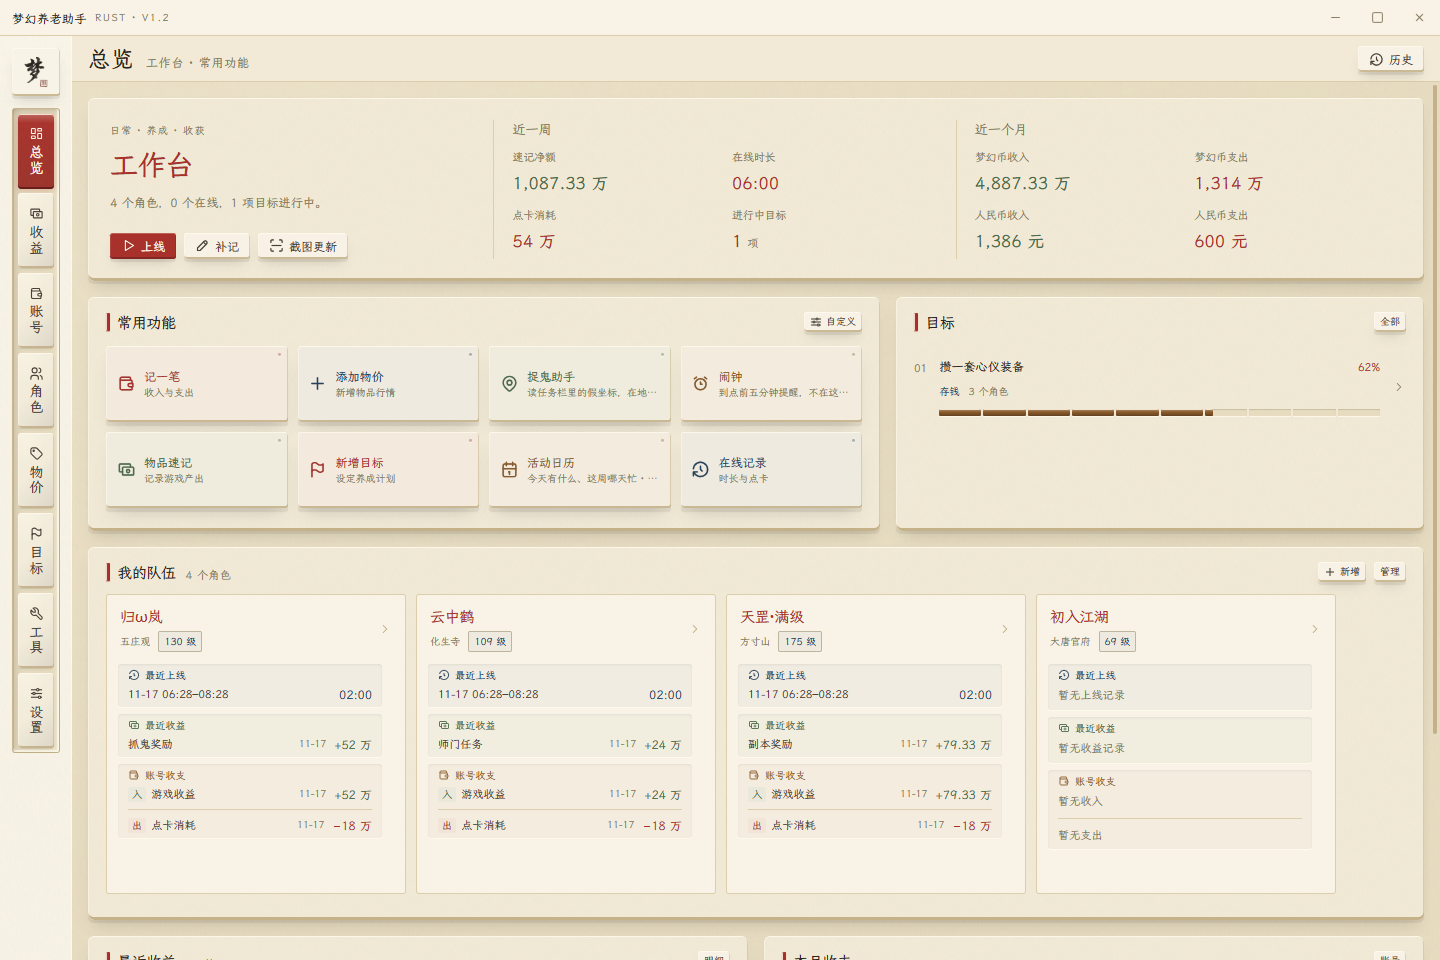 梦幻养老助手 RUST · V1.2
梦
总览 工作台 · 常用功能
历史
总览
收益
账号
角色
物价
目标
工具
设置
日常 · 养成 · 收获
工作台
4 个角色，0 个在线，1 项目标进行中。
上线
补记
截图更新
近一周
速记净额
1,087.33 万
在线时长
06:00
点卡消耗
54 万
进行中目标
1 项
近一个月
梦幻币收入
4,887.33 万
梦幻币支出
1,314 万
人民币收入
1,386 元
人民币支出
600 元
常用功能
自定义
记一笔
收入与支出
添加物价
新增物品行情
捉鬼助手
读任务栏里的假坐标，在地…
闹钟
到点前五分钟提醒，不在这…
物品速记
记录游戏产出
新增目标
设定养成计划
活动日历
今天有什么、这周哪天忙 · …
在线记录
时长与点卡
目标
全部
01 攒一套心仪装备 62%
存钱 3 个角色
我的队伍 4 个角色
新增
管理
归ω岚
五庄观 130 级
最近上线
11-17 06:28–08:28 02:00
最近收益
抓鬼奖励 11-17 +52 万
账号收支
入 游戏收益 11-17 +52 万
出 点卡消耗 11-17 −18 万
云中鹤
化生寺 109 级
最近上线
11-17 06:28–08:28 02:00
最近收益
师门任务 11-17 +24 万
账号收支
入 游戏收益 11-17 +24 万
出 点卡消耗 11-17 −18 万
天罡•满级
方寸山 175 级
最近上线
11-17 06:28–08:28 02:00
最近收益
副本奖励 11-17 +79.33 万
账号收支
入 游戏收益 11-17 +79.33 万
出 点卡消耗 11-17 −18 万
初入江湖
大唐官府 69 级
最近上线
暂无上线记录
最近收益
暂无收益记录
账号收支
暂无收入
暂无支出
最近收益
明细
本月收支
账号